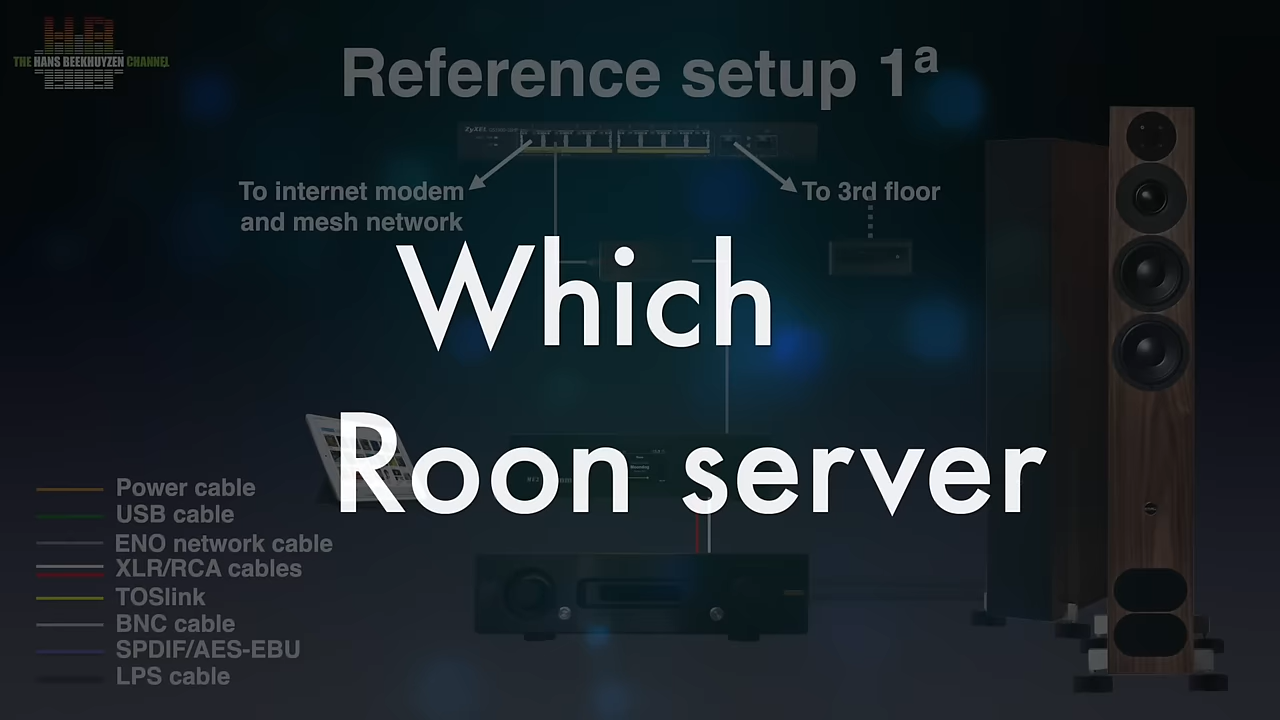 THE HANS BEEKHUYZEN CHANNEL
Reference setup 1a
ZyXEL
To internet modem
and mesh network
To 3rd floor
Which
Roon server
Power cable
USB cable
ENO network cable
XLR/RCA cables
TOSlink
BNC cable
SPDIF/AES-EBU
LPS cable